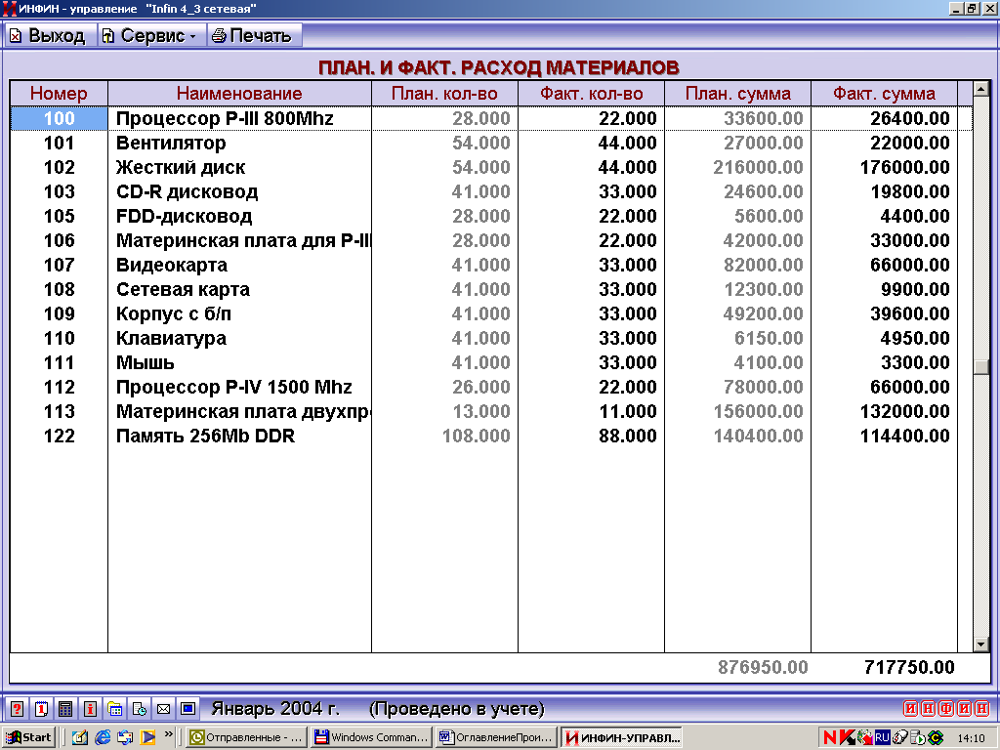 ИНФИН - управление "Infin 4_3 сетевая"
Выход Сервис Печать
ПЛАН. И ФАКТ. РАСХОД МАТЕРИАЛОВ
Номер Наименование План. кол-во Факт. кол-во План. сумма Факт. сумма
100 Процессор P-III 800Mhz 28.000 22.000 33600.00 26400.00
101 Вентилятор 54.000 44.000 27000.00 22000.00
102 Жесткий диск 54.000 44.000 216000.00 176000.00
103 CD-R дисковод 41.000 33.000 24600.00 19800.00
105 FDD-дисковод 28.000 22.000 5600.00 4400.00
106 Материнская плата для P-III 28.000 22.000 42000.00 33000.00
107 Видеокарта 41.000 33.000 82000.00 66000.00
108 Сетевая карта 41.000 33.000 12300.00 9900.00
109 Корпус с б/п 41.000 33.000 49200.00 39600.00
110 Клавиатура 41.000 33.000 6150.00 4950.00
111 Мышь 41.000 33.000 4100.00 3300.00
112 Процессор P-IV 1500 Mhz 26.000 22.000 78000.00 66000.00
113 Материнская плата двухпро 13.000 11.000 156000.00 132000.00
122 Память 256Mb DDR 108.000 88.000 140400.00 114400.00
876950.00 717750.00
Январь 2004 г. (Проведено в учете) ИНФИН
Start » Отправленные - ... Windows Comman... ОглавлениеПрои... ИНФИН-УПРАВЛ... RU 14:10